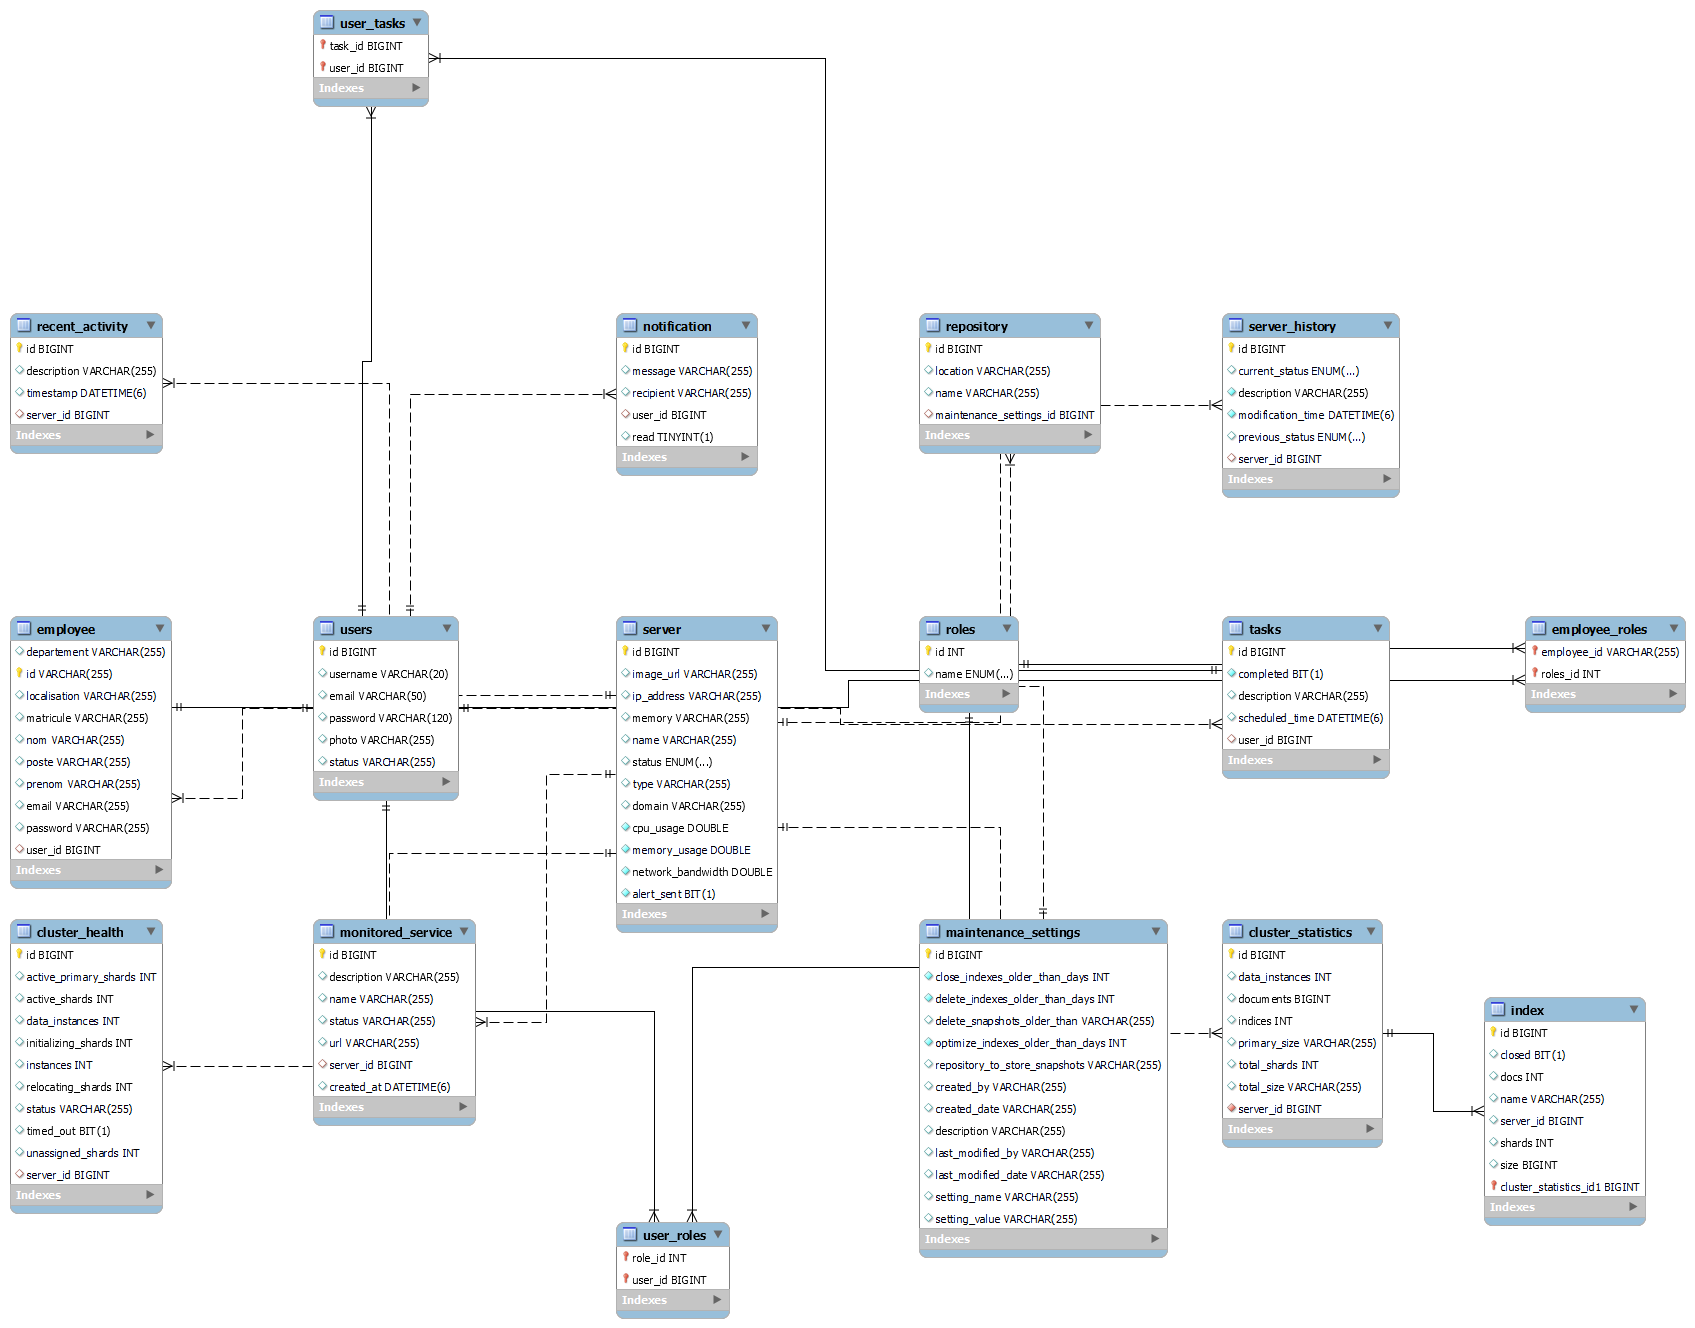 user_tasks
task_id BIGINT
user_id BIGINT
Indexes
recent_activity
id BIGINT
description VARCHAR(255)
timestamp DATETIME(6)
server_id BIGINT
Indexes
notification
id BIGINT
message VARCHAR(255)
recipient VARCHAR(255)
user_id BIGINT
read TINYINT(1)
Indexes
repository
id BIGINT
location VARCHAR(255)
name VARCHAR(255)
maintenance_settings_id BIGINT
Indexes
server_history
id BIGINT
current_status ENUM(...)
description VARCHAR(255)
modification_time DATETIME(6)
previous_status ENUM(...)
server_id BIGINT
Indexes
employee
departement VARCHAR(255)
id VARCHAR(255)
localisation VARCHAR(255)
matricule VARCHAR(255)
nom VARCHAR(255)
poste VARCHAR(255)
prenom VARCHAR(255)
email VARCHAR(255)
password VARCHAR(255)
user_id BIGINT
Indexes
users
id BIGINT
username VARCHAR(20)
email VARCHAR(50)
password VARCHAR(120)
photo VARCHAR(255)
status VARCHAR(255)
Indexes
server
id BIGINT
image_url VARCHAR(255)
ip_address VARCHAR(255)
memory VARCHAR(255)
name VARCHAR(255)
status ENUM(...)
type VARCHAR(255)
domain VARCHAR(255)
cpu_usage DOUBLE
memory_usage DOUBLE
network_bandwidth DOUBLE
alert_sent BIT(1)
Indexes
roles
id INT
name ENUM(...)
Indexes
tasks
id BIGINT
completed BIT(1)
description VARCHAR(255)
scheduled_time DATETIME(6)
user_id BIGINT
Indexes
employee_roles
employee_id VARCHAR(255)
roles_id INT
Indexes
cluster_health
id BIGINT
active_primary_shards INT
active_shards INT
data_instances INT
initializing_shards INT
instances INT
relocating_shards INT
status VARCHAR(255)
timed_out BIT(1)
unassigned_shards INT
server_id BIGINT
Indexes
monitored_service
id BIGINT
description VARCHAR(255)
name VARCHAR(255)
status VARCHAR(255)
url VARCHAR(255)
server_id BIGINT
created_at DATETIME(6)
Indexes
maintenance_settings
id BIGINT
close_indexes_older_than_days INT
delete_indexes_older_than_days INT
delete_snapshots_older_than VARCHAR(255)
optimize_indexes_older_than_days INT
repository_to_store_snapshots VARCHAR(255)
created_by VARCHAR(255)
created_date VARCHAR(255)
description VARCHAR(255)
last_modified_by VARCHAR(255)
last_modified_date VARCHAR(255)
setting_name VARCHAR(255)
setting_value VARCHAR(255)
Indexes
cluster_statistics
id BIGINT
data_instances INT
documents BIGINT
indices INT
primary_size VARCHAR(255)
total_shards INT
total_size VARCHAR(255)
server_id BIGINT
Indexes
index
id BIGINT
closed BIT(1)
docs INT
name VARCHAR(255)
server_id BIGINT
shards INT
size BIGINT
cluster_statistics_id1 BIGINT
Indexes
user_roles
role_id INT
user_id BIGINT
Indexes